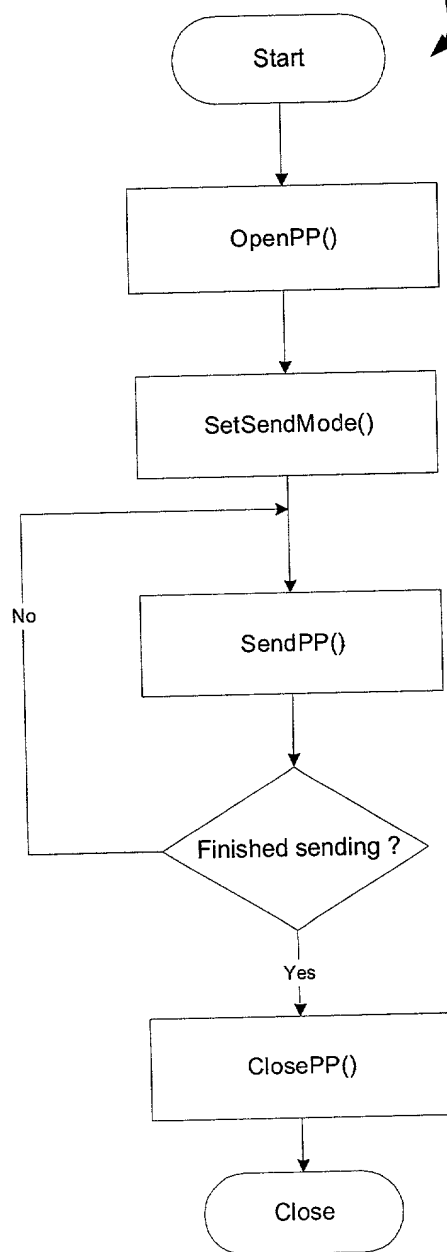 Start
OpenPP()
SetSendMode()
No
SendPP()
Finished sending ?
Yes
ClosePP()
Close